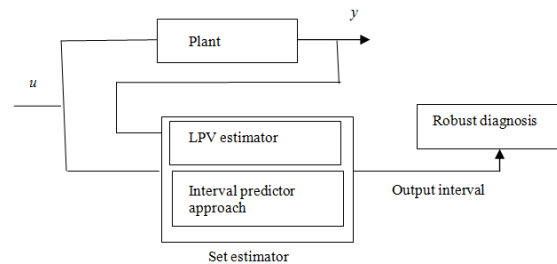 y
Plant
u
LPV estimator
Robust diagnosis
Interval predictor
approach
Output interval
Set estimator